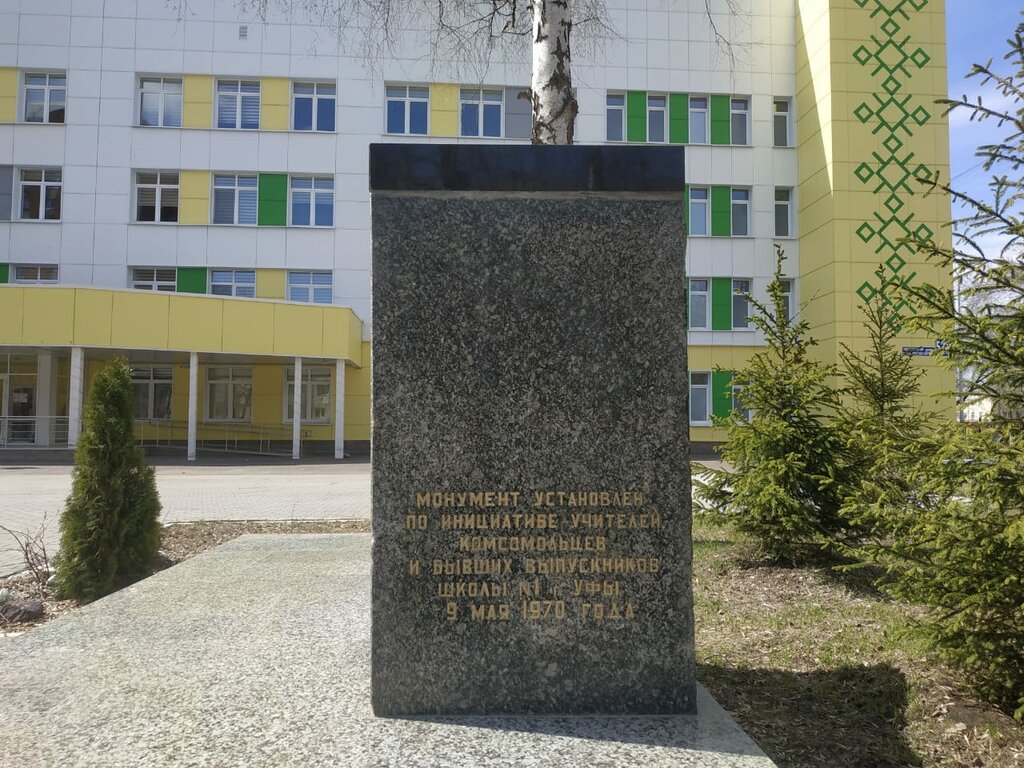 МОНУМЕНТ УСТАНОВЛЕН
ПО ИНИЦИАТИВЕ УЧИТЕЛЕЙ,
КОМСОМОЛЬЦЕВ
И БЫВШИХ ВЫПУСКНИКОВ
ШКОЛЫ №1 г. УФЫ
9 МАЯ 1970 ГОДА